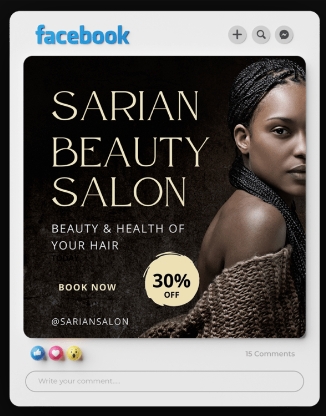 facebook
SARIAN
BEAUTY
SALON
BEAUTY & HEALTH OF
YOUR HAIR
BOOK NOW
30%
OFF
@SARIANSALON
15 Comments
Write your comment...